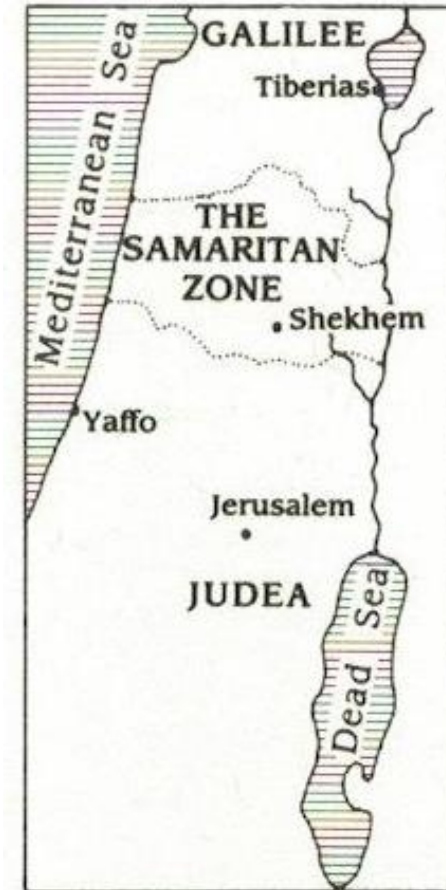 Mediterranean Sea
GALILEE
Tiberias
THE
SAMARITAN
ZONE
Shekhem
Yaffo
Jerusalem
JUDEA
Dead Sea